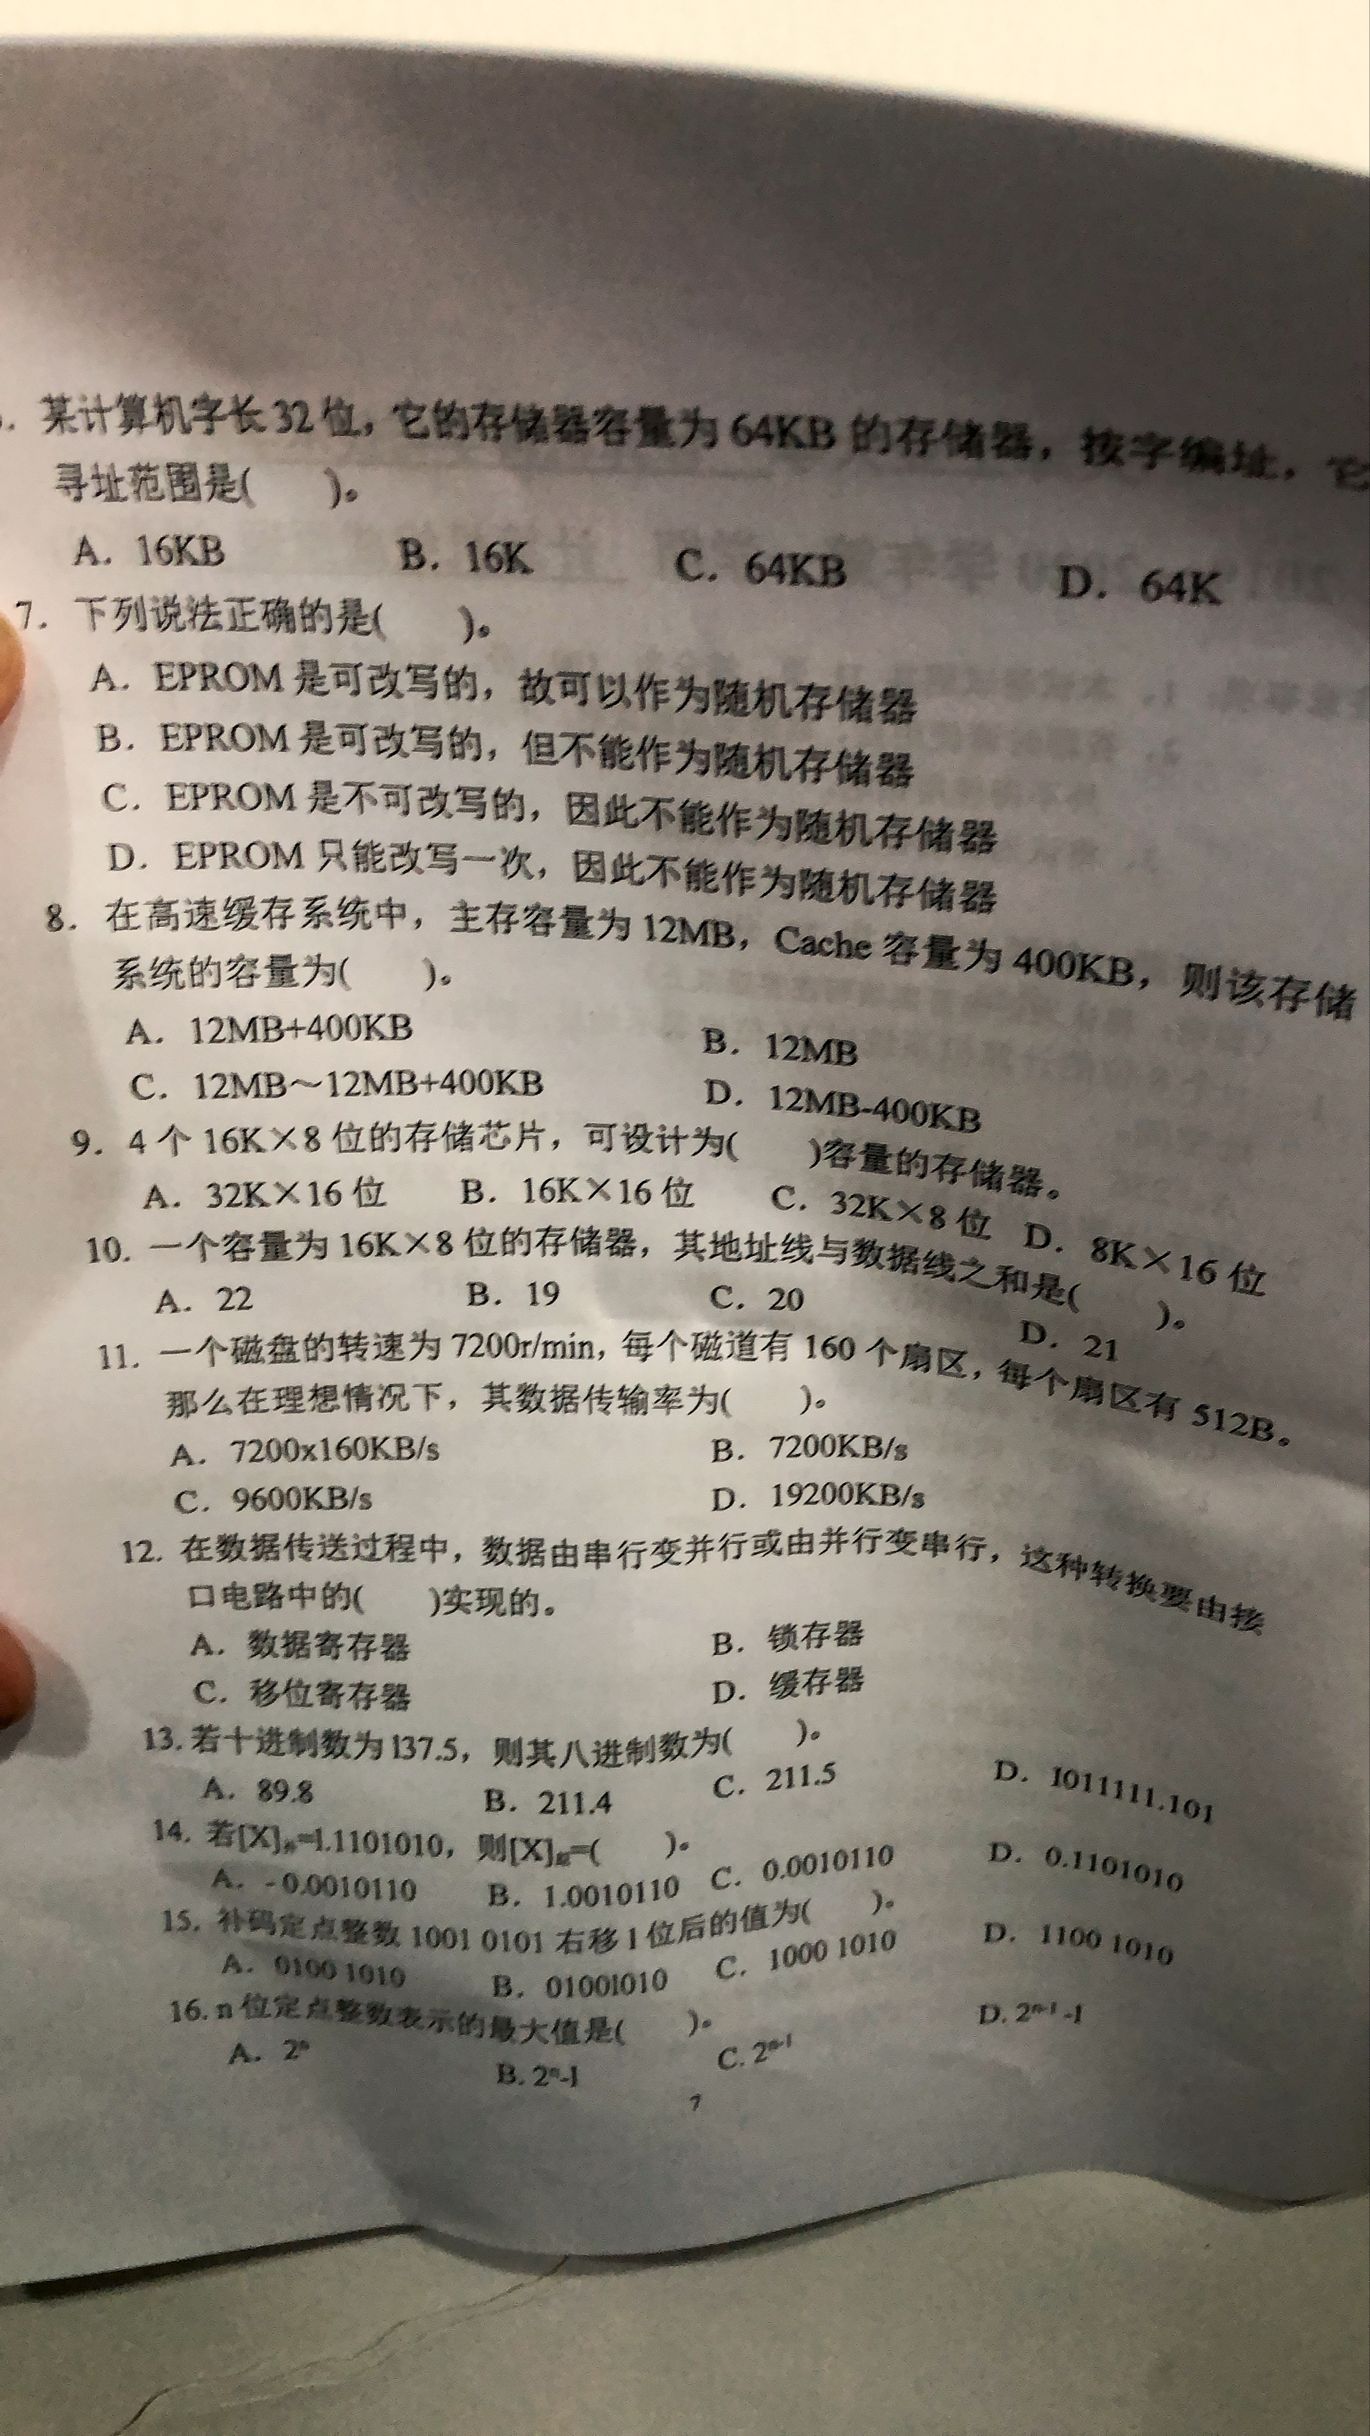 . 某计算机字长32位，它的存储器容量为64KB的存储器，按字编址，它
寻址范围是(  )。
A．16KB B．16K C．64KB D．64K
7．下列说法正确的是(  )。
A．EPROM是可改写的，故可以作为随机存储器
B．EPROM是可改写的，但不能作为随机存储器
C．EPROM是不可改写的，因此不能作为随机存储器
D．EPROM只能改写一次，因此不能作为随机存储器
8．在高速缓存系统中，主存容量为12MB，Cache容量为400KB，则该存储
系统的容量为(  )。
A．12MB+400KB B．12MB
C．12MB～12MB+400KB D．12MB-400KB
9．4个16K×8位的存储芯片，可设计为(  )容量的存储器。
A．32K×16位 B．16K×16位 C．32K×8位 D．8K×16位
10．一个容量为16K×8位的存储器，其地址线与数据线之和是(  )。
A．22 B．19 C．20 D．21
11．一个磁盘的转速为7200r/min，每个磁道有160个扇区，每个扇区有512B。
那么在理想情况下，其数据传输率为(  )。
A．7200x160KB/s B．7200KB/s
C．9600KB/s D．19200KB/s
12．在数据传送过程中，数据由串行变并行或由并行变串行，这种转换要由接
口电路中的(  )实现的。
A．数据寄存器 B．锁存器
C．移位寄存器 D．缓存器
13.若十进制数为137.5，则其八进制数为(  )。
A．89.8 B．211.4 C．211.5 D．1011111.101
14．若[X]补=1.1101010，则[X]原=(  )。
A．- 0.0010110 B．1.0010110 C．0.0010110 D．0.1101010
15．补码定点整数1001 0101右移1位后的值为(  )。
A．0100 1010 B．01001010 C．1000 1010 D．1100 1010
16.n位定点整数表示的最大值是(  )。
A．2ⁿ B.2ⁿ-1 C.2ⁿ⁻¹ D.2ⁿ⁻¹-1
7